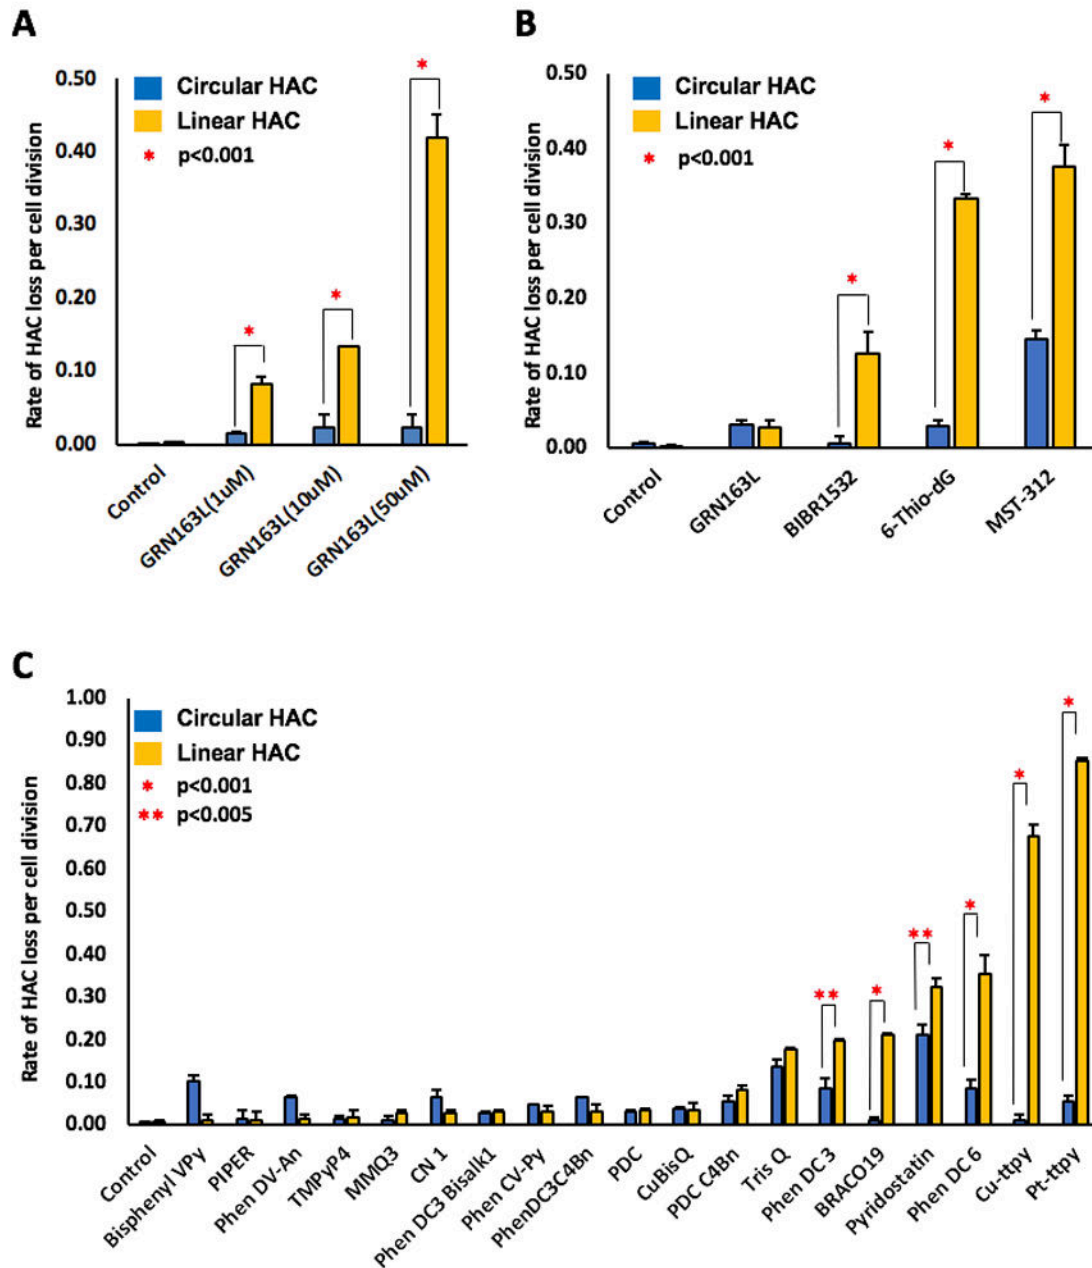 A
Rate of HAC loss per cell division
0.50
0.40
0.30
0.20
0.10
0.00
Circular HAC
Linear HAC
* p<0.001
*
*
*
Control
GRN163L(1uM)
GRN163L(10uM)
GRN163L(50uM)
B
Rate of HAC loss per cell division
0.50
0.40
0.30
0.20
0.10
0.00
Circular HAC
Linear HAC
* p<0.001
*
*
*
Control
GRN163L
BIBR1532
6-Thio-dG
MST-312
C
Rate of HAC loss per cell division
1.00
0.90
0.80
0.70
0.60
0.50
0.40
0.30
0.20
0.10
0.00
Circular HAC
Linear HAC
* p<0.001
** p<0.005
**
*
**
*
*
*
Control
Bisphenyl VPy
PIPER
Phen DV-An
TMPyP4
MMQ3
CN 1
Phen DC3 Bisalk1
Phen CV-Py
PhenDC3C4Bn
PDC
CuBisQ
PDC C4Bn
Tris Q
Phen DC3
BRACO19
Pyridostatin
Phen DC6
Cu-ttpy
Pt-ttpy